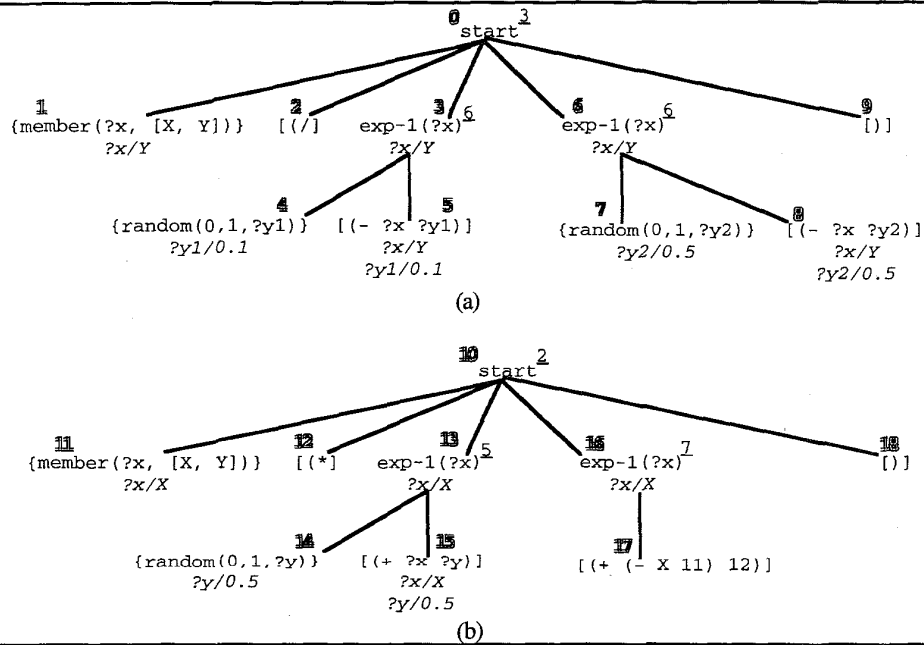 0
start 3
1 2 3 6 9
{member(?x, [X, Y])} [(/] exp-1(?x) 6 exp-1(?x) 6 [)]
?x/Y ?x/Y ?x/Y
4 5 7 8
{random(0,1,?y1)} [(- ?x ?y1)] {random(0,1,?y2)} [(- ?x ?y2)]
?y1/0.1 ?x/Y ?y2/0.5 ?x/Y
?y1/0.1 ?y2/0.5
(a)
10
start 2
11 12 13 16 18
{member(?x, [X, Y])} [(*] exp-1(?x) 5 exp-1(?x) 7 [)]
?x/X ?x/X ?x/X
14 15 17
{random(0,1,?y)} [(+ ?x ?y)] [(+ (- X 11) 12)]
?y/0.5 ?x/X
?y/0.5
(b)